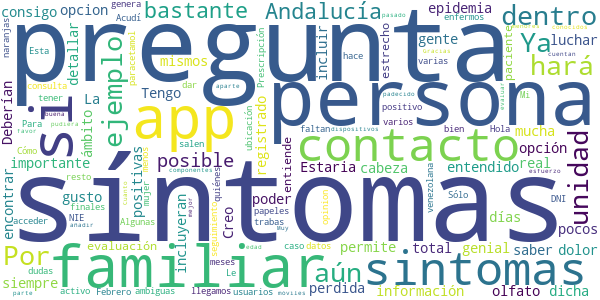 consigo
opcion
Acudí
genera
bastante
Andalucía
epidemia
pasado
enfermos
dentro
naranjas
Esta
detallar
paracetamol
mismos
Prescripción
incluir
estrecho
gente
Gracias
varias
paciente
Ya
luchar
pregunta
consulta
tener
Tengo
dar
aparte
hace
persona
hará
cuentan
Mi
La
Deberían
si
ejemplo
app
ubicación
registrado
positivo
padecido
varios
mucha
unidad
Para
buena
pudiera
ámbito
salen
contacto
faltan
dispositivos
bien
Hola
opción
favor
Cómo
importante
positivas
menos
posible
quiénes
Estaria
cabeza
entiende
entendido
real
esfuerzo
síntomas
resto
mujer
componentes
gusto
Creo
poder
venezolana
Sólo
DNI
encontrar
finales
acceder
NIE
Algunas
añadir
incluyeran
mejor
seguimiento
opinión
papeles
trabas
Muy
días
pocos
Por
familiar
aún
sintomas
evaluación
edad
caso
datos
permite
total
genial
saber
dolor
siempre
dudas
meses
Le
perdida
información
olfato
dicha
parte
activo
Febrero
ambiguas
llegamos
usuarios
moviles